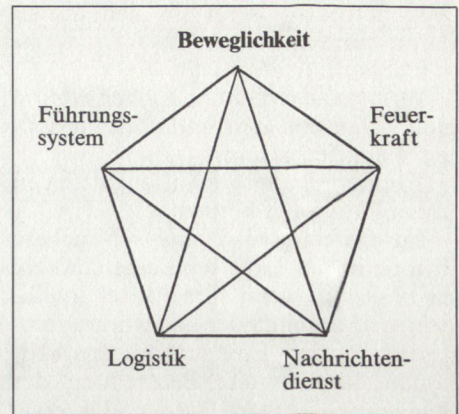 Beweglichkeit
Führungs-
system
Feuer-
kraft
Logistik
Nachrichten-
dienst